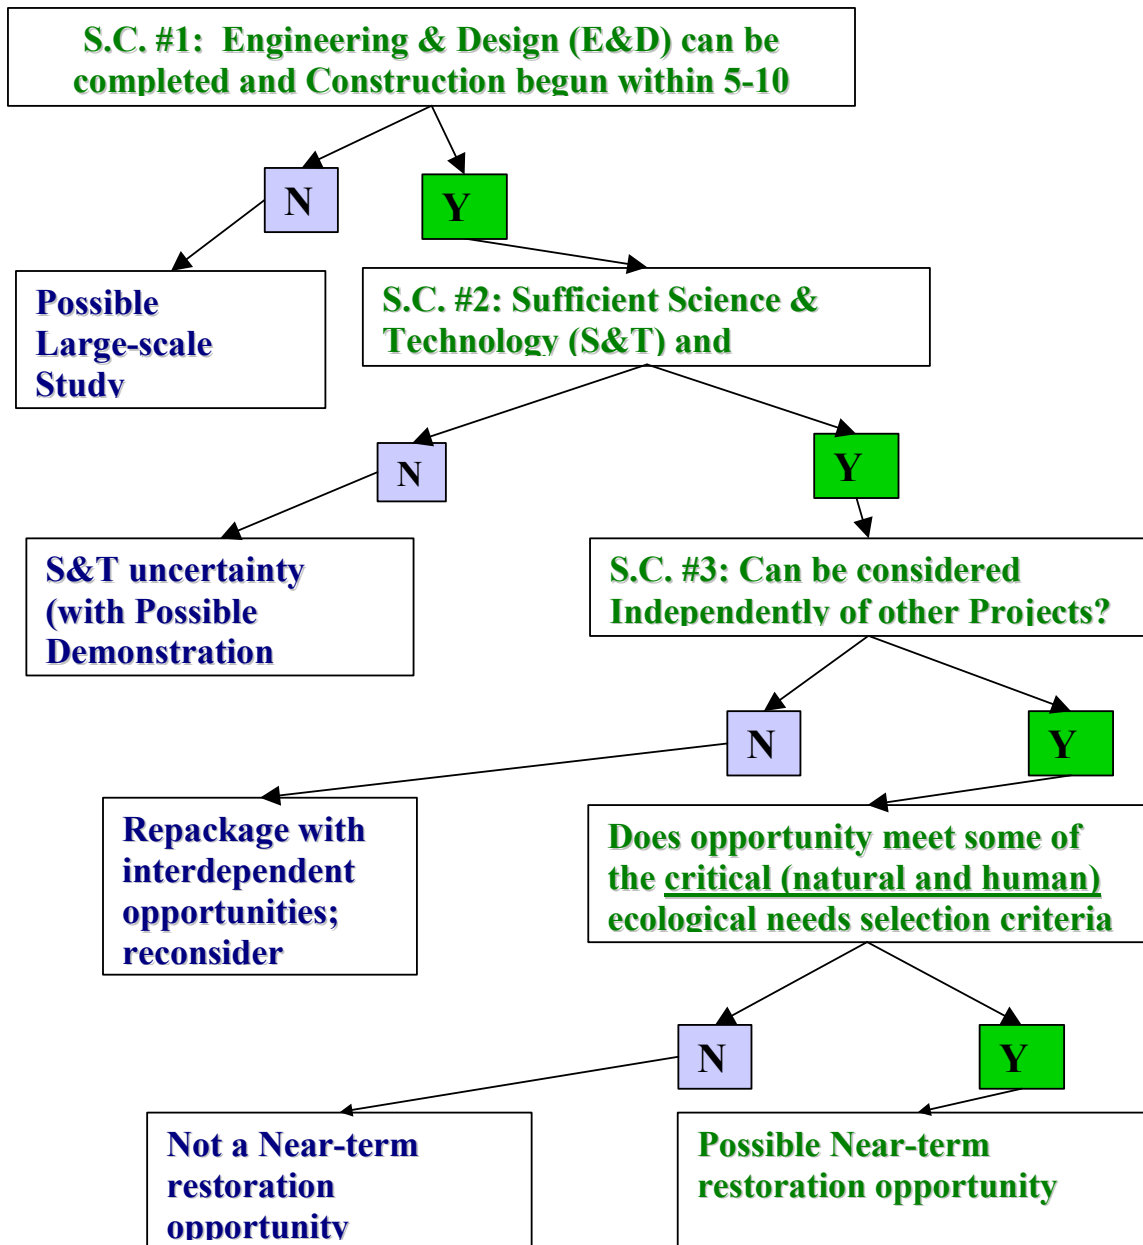 S.C. #1: Engineering & Design (E&D) can be
completed and Construction begun within 5-10
N
Y
Possible
Large-scale
Study
S.C. #2: Sufficient Science &
Technology (S&T) and
N
Y
S&T uncertainty
(with Possible
Demonstration
S.C. #3: Can be considered
Independently of other Projects?
N
Y
Repackage with
interdependent
opportunities;
reconsider
Does opportunity meet some of
the critical (natural and human)
ecological needs selection criteria
N
Y
Not a Near-term
restoration
opportunity
Possible Near-term
restoration opportunity